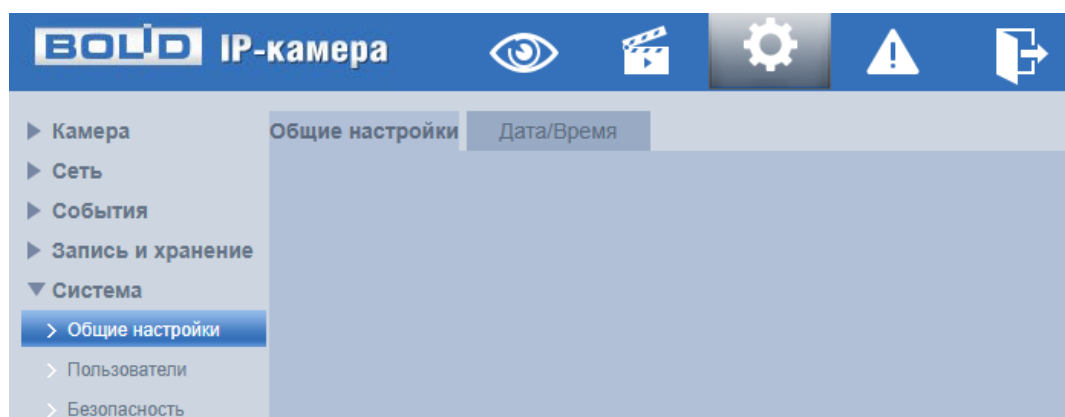 BOLID IP-камера
Камера
Сеть
События
Запись и хранение
Система
Общие настройки
Пользователи
Безопасность
Общие настройки Дата/Время